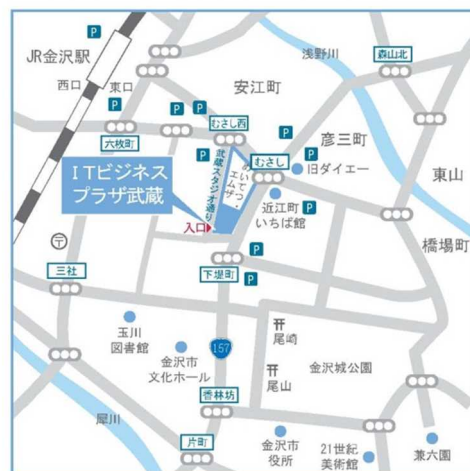 P
JR金沢駅
浅野川
森山北
西口
東口
安江町
P
P
P
P
むさし西
P
彦三町
六枚町
P
むさし
P
旧ダイエー
東山
ITビジネス
プラザ武蔵
武蔵スタジオ通り
めいてつ・
エムザ
近江町
いちば館
P
入口
橋場町
P
三社
下堤町
P
玉川
図書館
157
尾崎
金沢市
文化ホール
尾山
金沢城公園
香林坊
犀川
片町
金沢市
役所
21世紀
美術館
兼六園